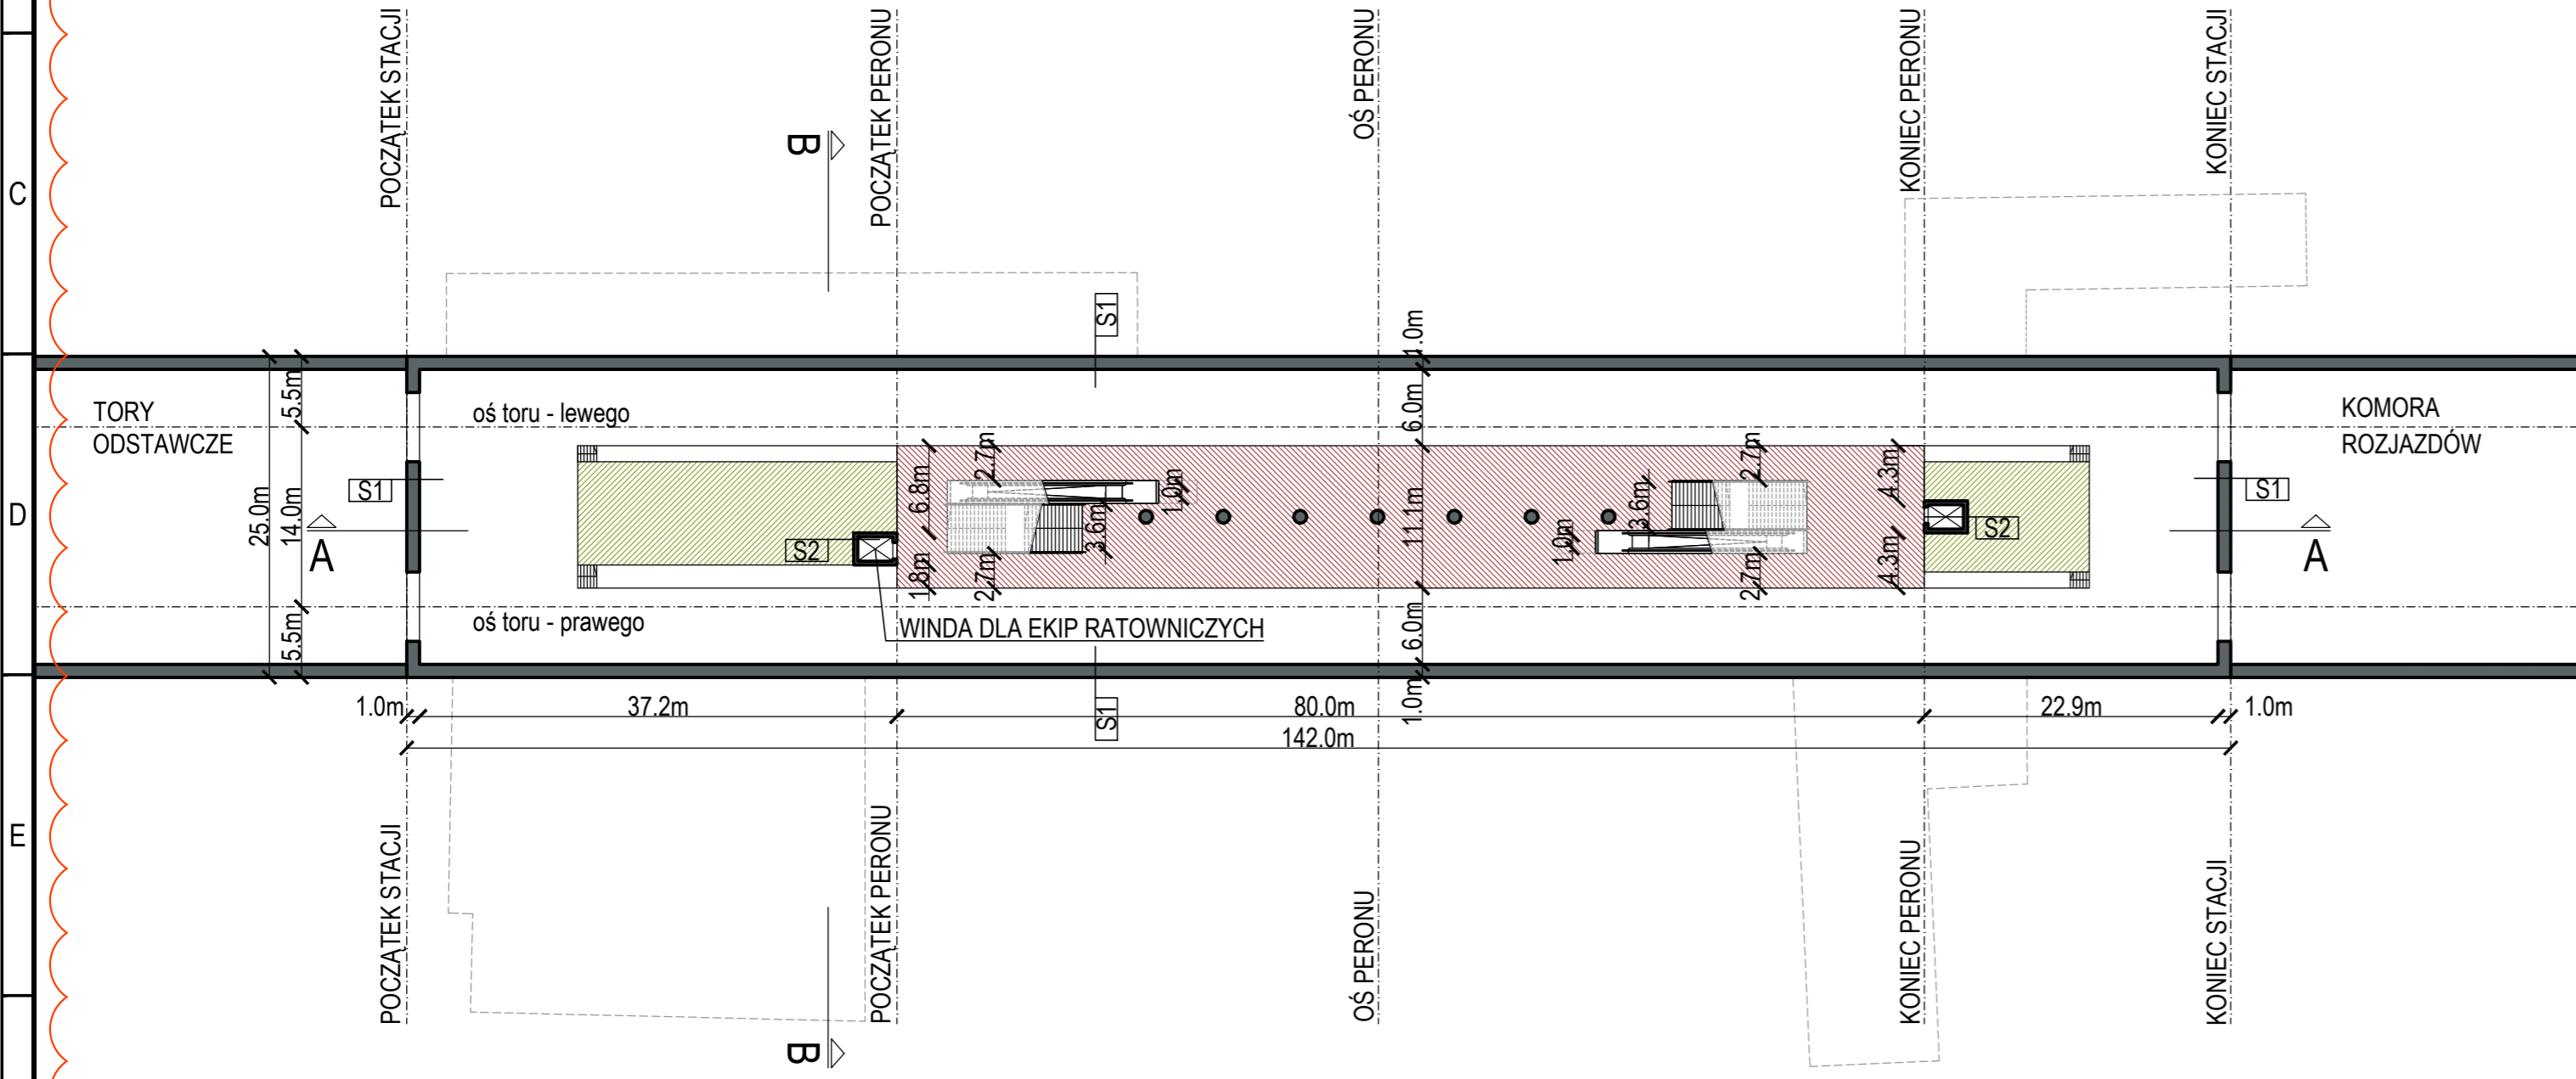 POCZĄTEK STACJI
POCZĄTEK PERONU
OŚ PERONU
KONIEC PERONU
KONIEC STACJI
B
C
S1
1.0m
TORY
ODSTAWCZE
5.5m
oś toru - lewego
6.0m
KOMORA
ROZJAZDÓW
D
25.0m
14.0m
S1
A
6.8m
2.7m
1.0m
3.6m
S2
1.8m
2.7m
11.1m
3.6m
1.0m
2.7m
2.7m
4.3m
4.3m
S2
S1
A
5.5m
oś toru - prawego
WINDA DLA EKIP RATOWNICZYCH
6.0m
1.0m
37.2m
S1
80.0m
1.0m
22.9m
1.0m
142.0m
E
POCZĄTEK STACJI
POCZĄTEK PERONU
OŚ PERONU
KONIEC PERONU
KONIEC STACJI
B